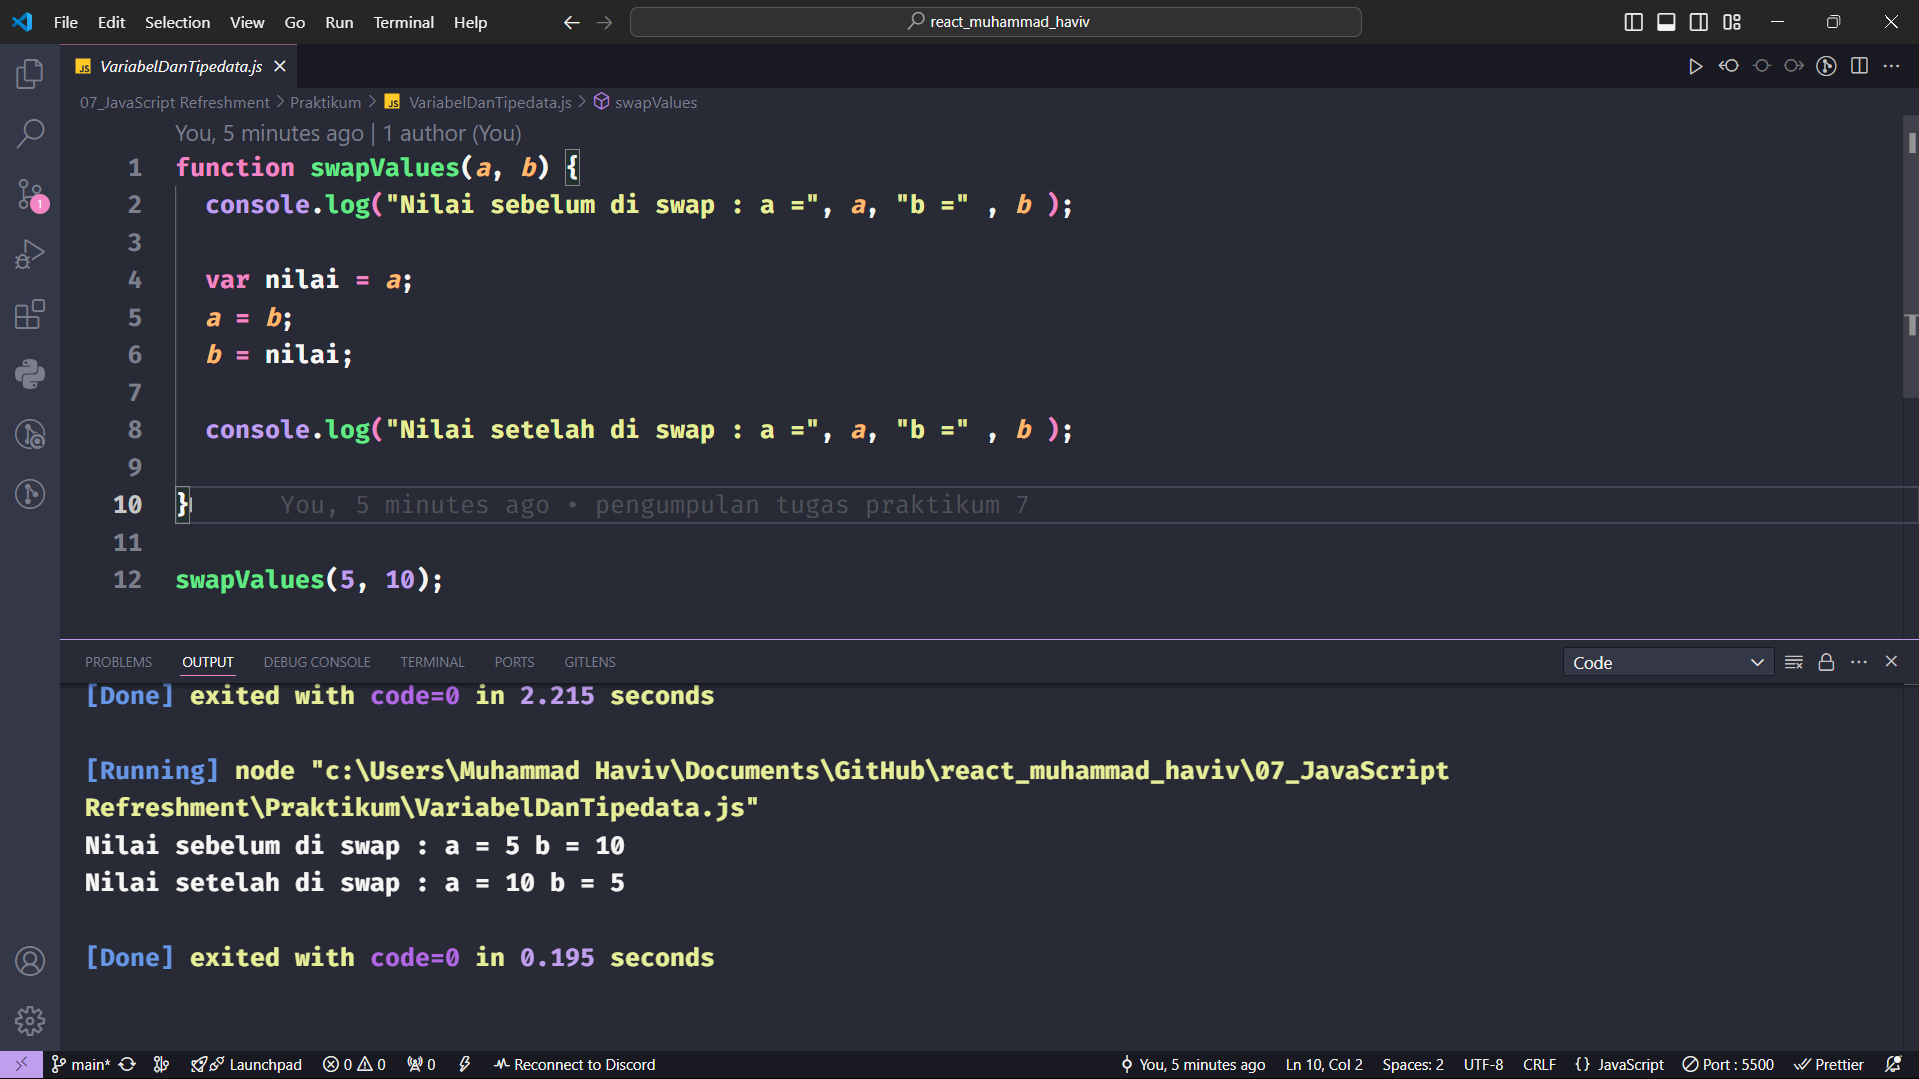 File Edit Selection View Go Run Terminal Help
react_muhammad_haviv
JS VariabelDanTipedata.js
07_JavaScript Refreshment > Praktikum > JS VariabelDanTipedata.js > swapValues
You, 5 minutes ago | 1 author (You)
1 function swapValues(a, b) {
2 console.log("Nilai sebelum di swap : a =", a, "b =" , b );
3
4 var nilai = a;
5 a = b;
6 b = nilai;
7
8 console.log("Nilai setelah di swap : a =", a, "b =" , b );
9
10 } You, 5 minutes ago • pengumpulan tugas praktikum 7
11
12 swapValues(5, 10);
1
PROBLEMS OUTPUT DEBUG CONSOLE TERMINAL PORTS GITLENS Code
[Done] exited with code=0 in 2.215 seconds
[Running] node "c:\Users\Muhammad Haviv\Documents\GitHub\react_muhammad_haviv\07_JavaScript
Refreshment\Praktikum\VariabelDanTipedata.js"
Nilai sebelum di swap : a = 5 b = 10
Nilai setelah di swap : a = 10 b = 5
[Done] exited with code=0 in 0.195 seconds
main* Launchpad 0 0 0 Reconnect to Discord You, 5 minutes ago Ln 10, Col 2 Spaces: 2 UTF-8 CRLF {} JavaScript Port : 5500 Prettier